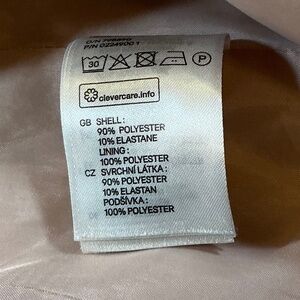 P/N 0224900 1
30 P
clevercare.info
GB SHELL:
90% POLYESTER
10% ELASTANE
LINING:
100% POLYESTER
CZ SVRCHNÍ LÁTKA:
90% POLYESTER
10% ELASTAN
PODŠÍVKA:
100% POLYESTER